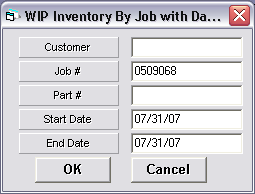 WIP Inventory By Job with Da...
Customer
Job # 0509068
Part #
Start Date 07/31/07
End Date 07/31/07
OK Cancel